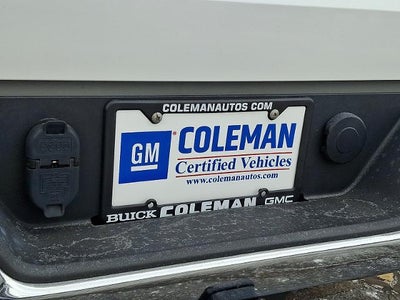 COLEMANAUTOS COM
GM COLEMAN
Certified Vehicles
www.colemanautos.com
BUICK COLEMAN GMC